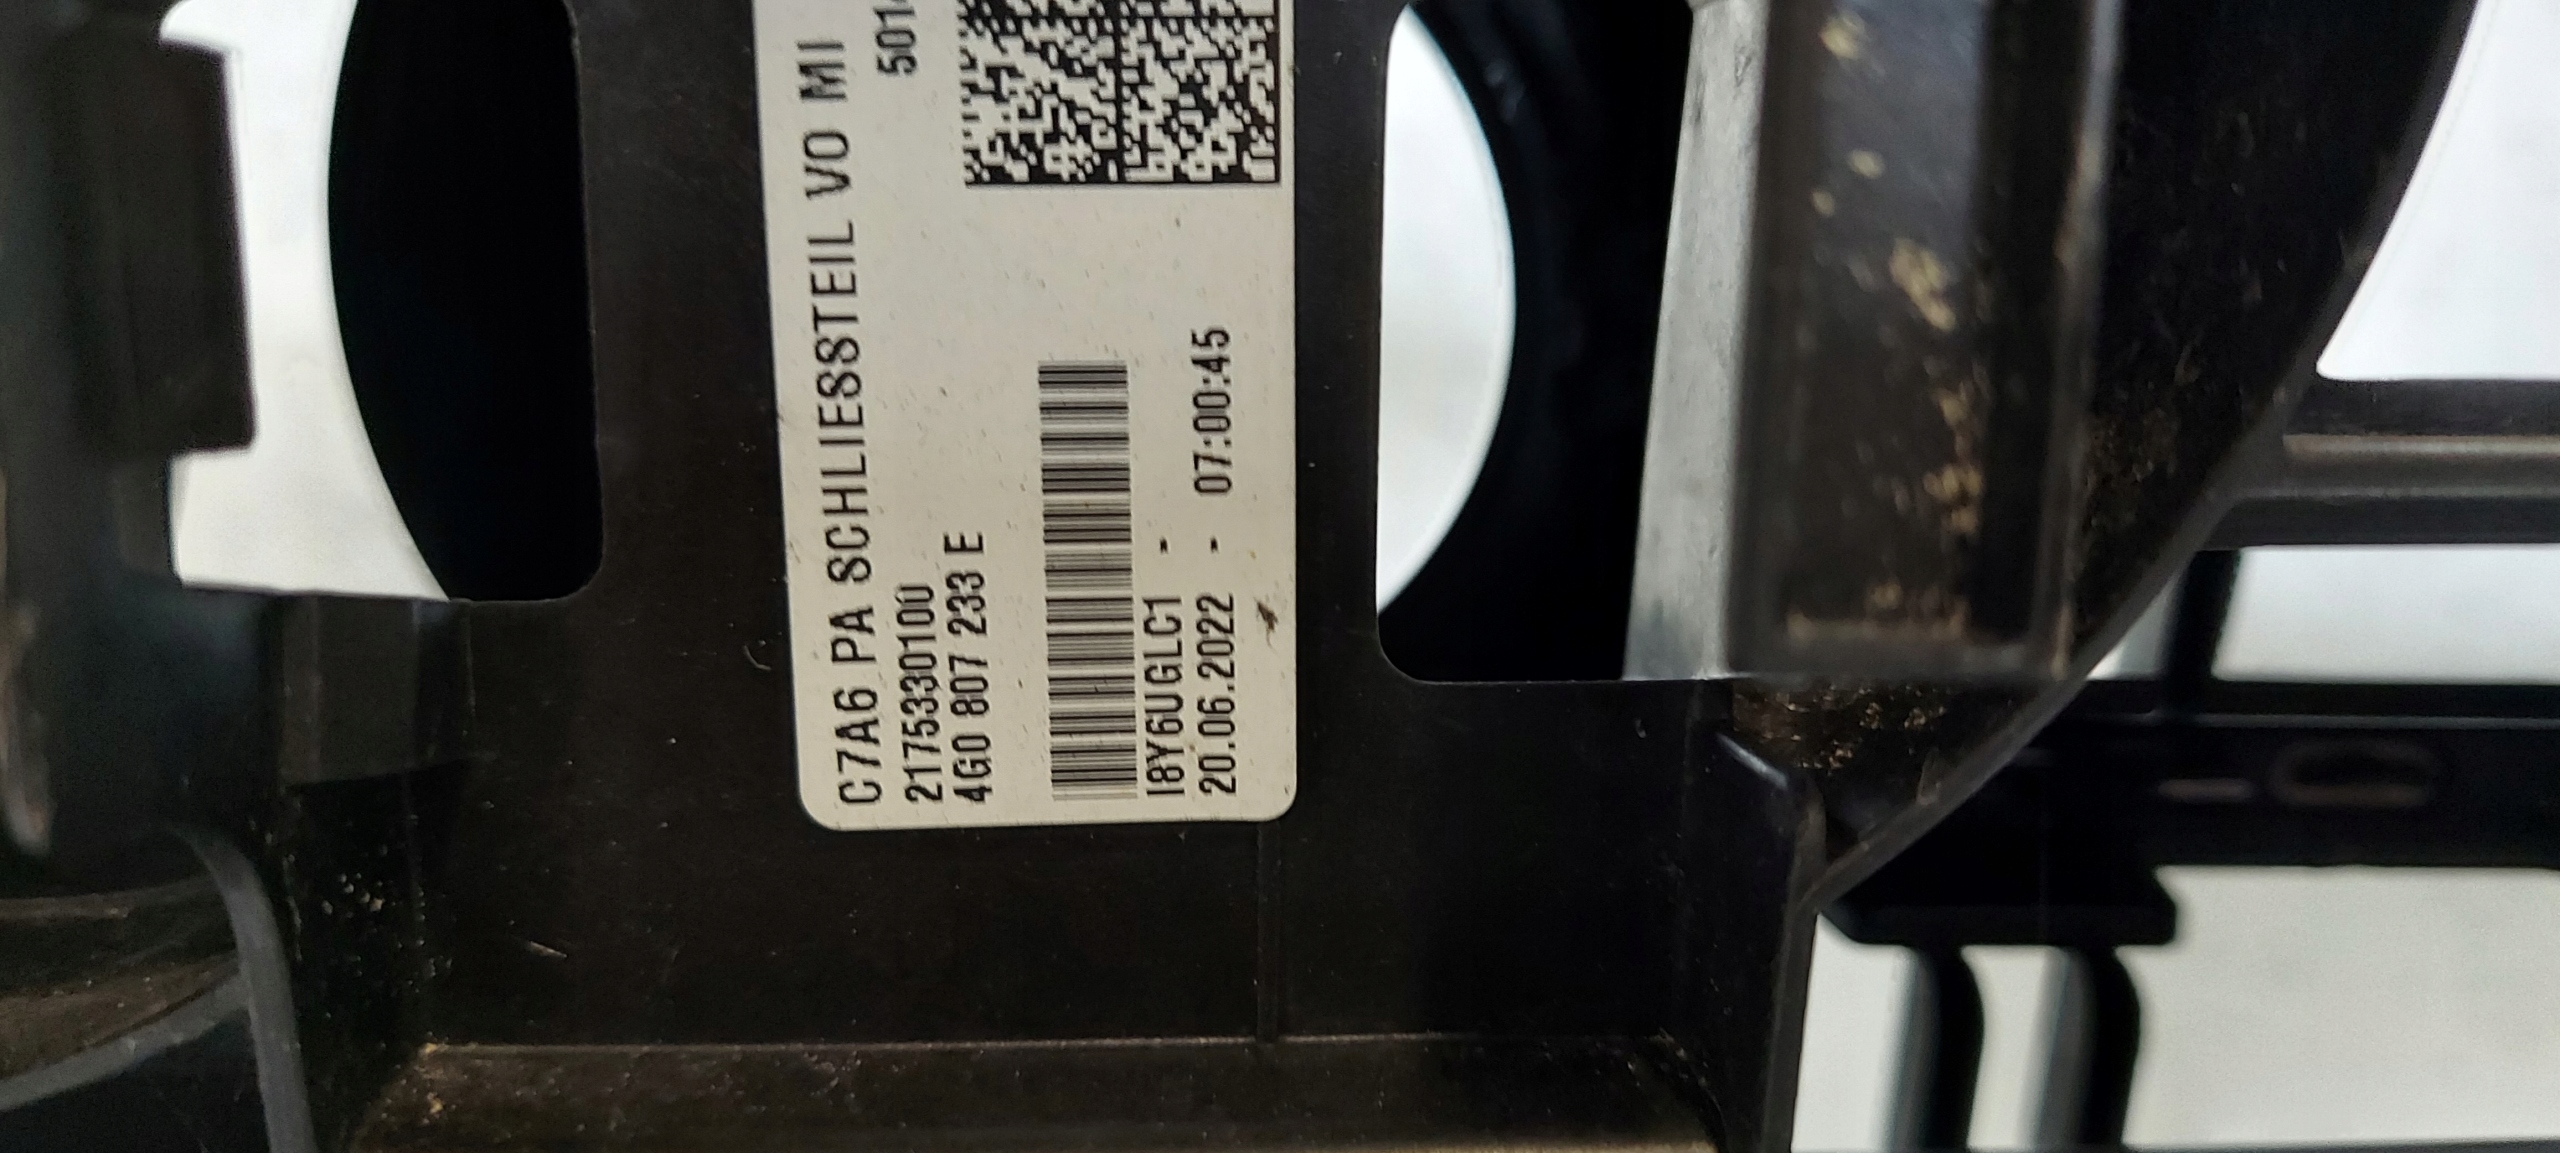 C7A6 PA SCHLIESSTEIL VO MI
2175330100
4G0 807 233 E
I8Y6UGLC1 -
20.06.2022 - 07:00:45